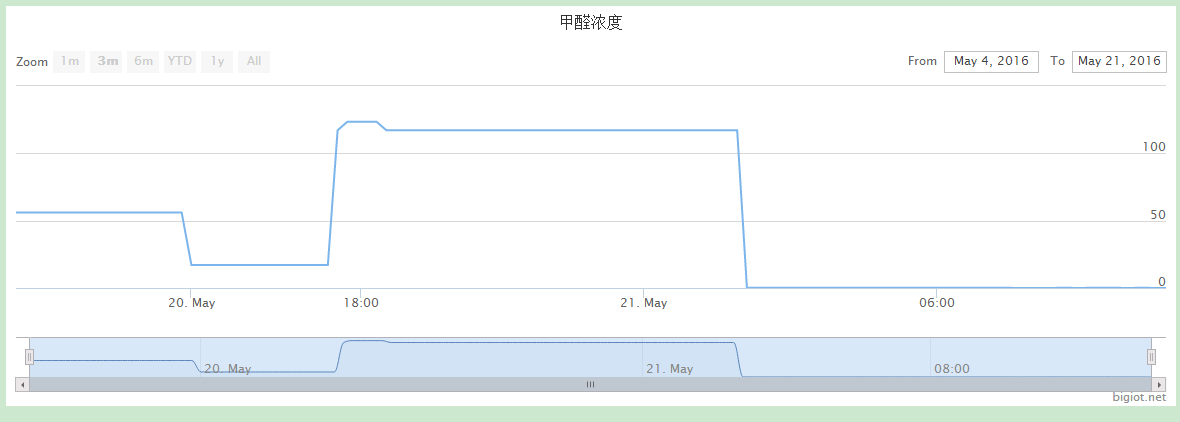 甲醛浓度
Zoom 1m 3m 6m YTD 1y All From May 4, 2016 To May 21, 2016
100
50
0
20. May 18:00 21. May 06:00
20. May 21. May 08:00
bigiot.net